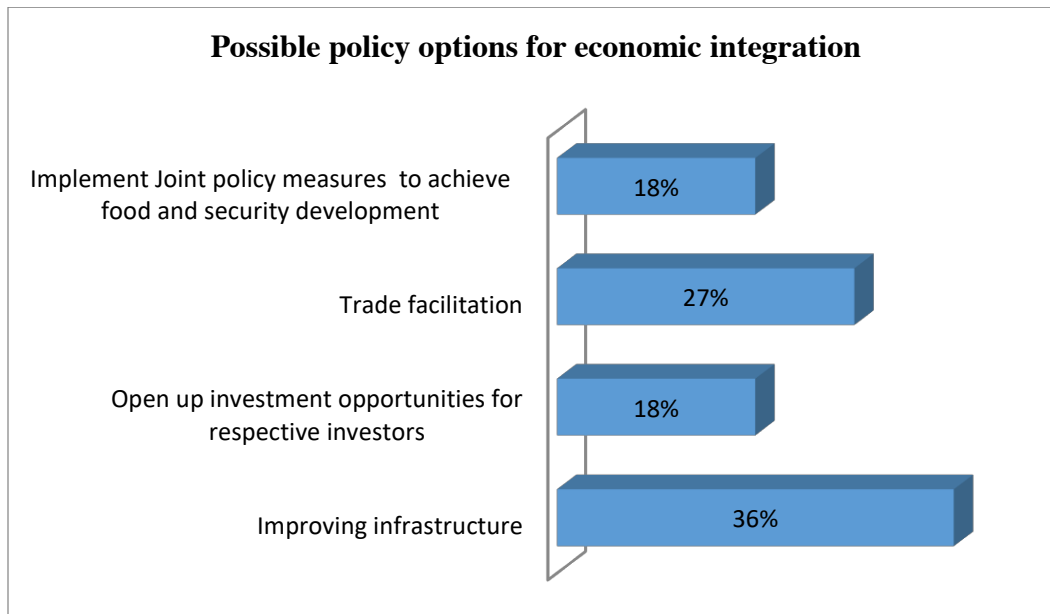 Possible policy options for economic integration
Implement Joint policy measures  to achieve
food and security development
18%
Trade facilitation
27%
Open up investment opportunities for
respective investors
18%
Improving infrastructure
36%